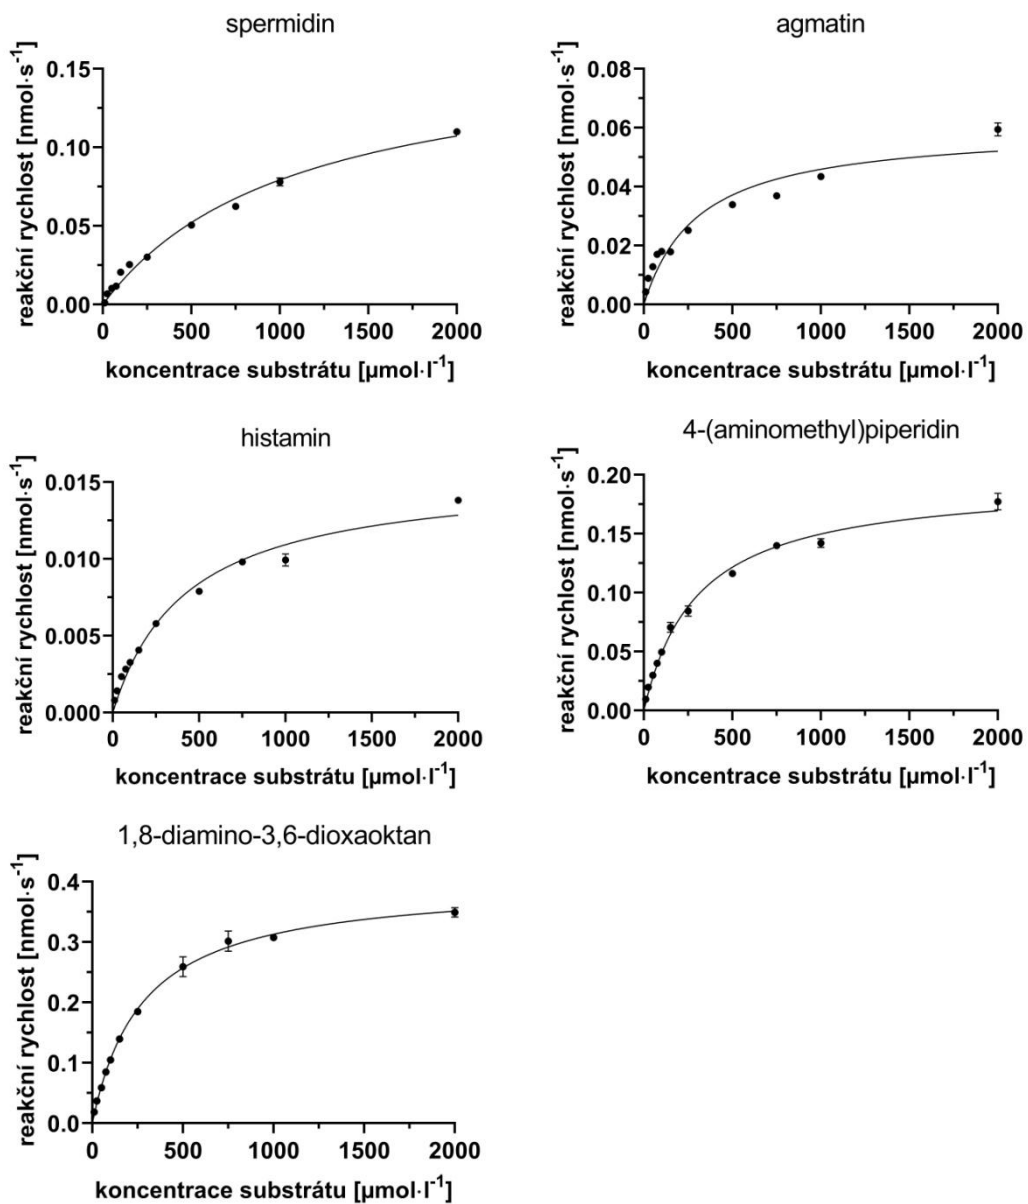 spermidin
reakční rychlost [nmol·s⁻¹]
0.15
0.10
0.05
0.00
0 500 1000 1500 2000
koncentrace substrátu [µmol·l⁻¹]
agmatin
reakční rychlost [nmol·s⁻¹]
0.08
0.06
0.04
0.02
0.00
0 500 1000 1500 2000
koncentrace substrátu [µmol·l⁻¹]
histamin
reakční rychlost [nmol·s⁻¹]
0.015
0.010
0.005
0.000
0 500 1000 1500 2000
koncentrace substrátu [µmol·l⁻¹]
4-(aminomethyl)piperidin
reakční rychlost [nmol·s⁻¹]
0.20
0.15
0.10
0.05
0.00
0 500 1000 1500 2000
koncentrace substrátu [µmol·l⁻¹]
1,8-diamino-3,6-dioxaoktan
reakční rychlost [nmol·s⁻¹]
0.4
0.3
0.2
0.1
0.0
0 500 1000 1500 2000
koncentrace substrátu [µmol·l⁻¹]